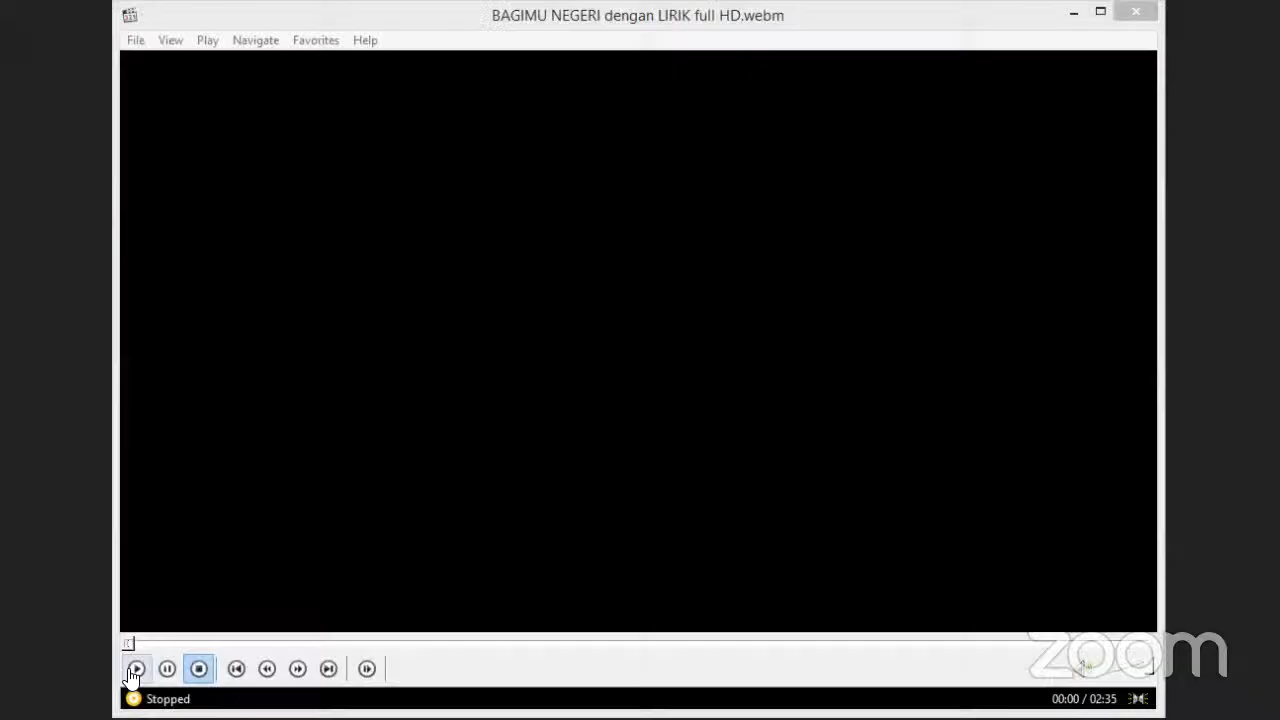 BAGIMU NEGERI dengan LIRIK full HD.webm
File View Play Navigate Favorites Help
zoom
Stopped
00:00 / 02:35